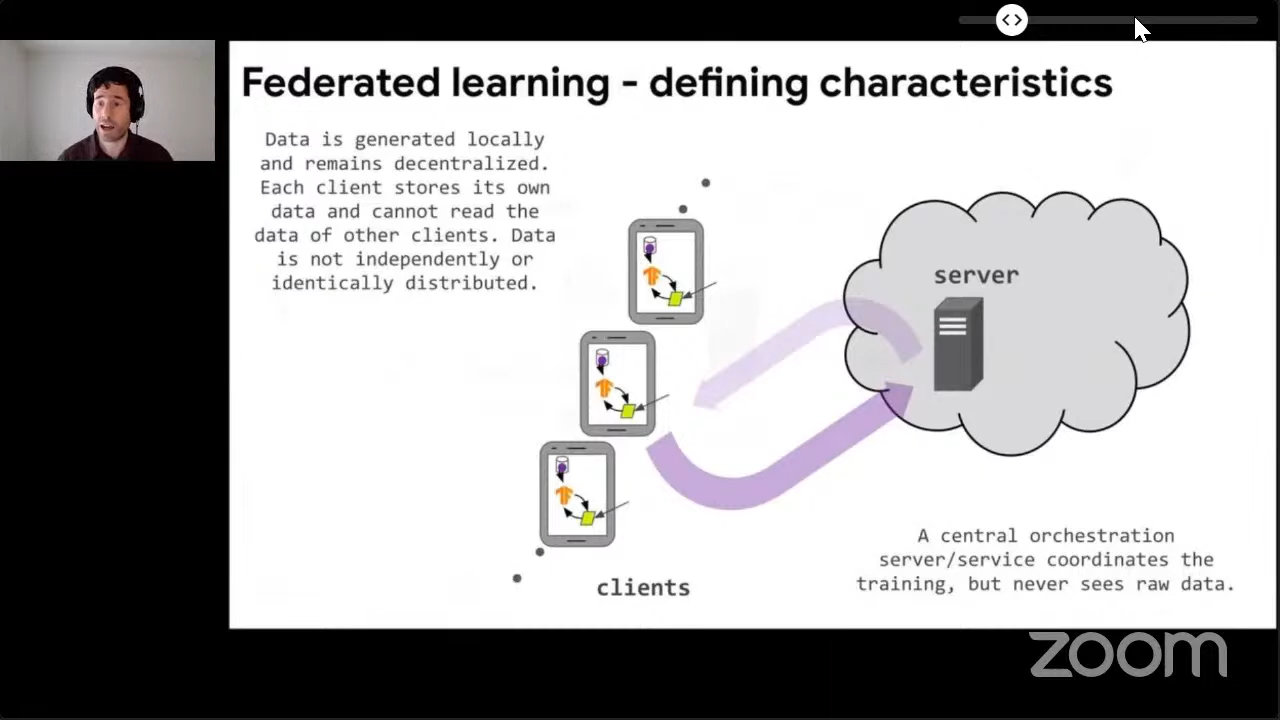 Federated learning - defining characteristics
Data is generated locally
and remains decentralized.
Each client stores its own
data and cannot read the
data of other clients. Data
is not independently or
identically distributed.
server
clients
A central orchestration
server/service coordinates the
training, but never sees raw data.
zoom